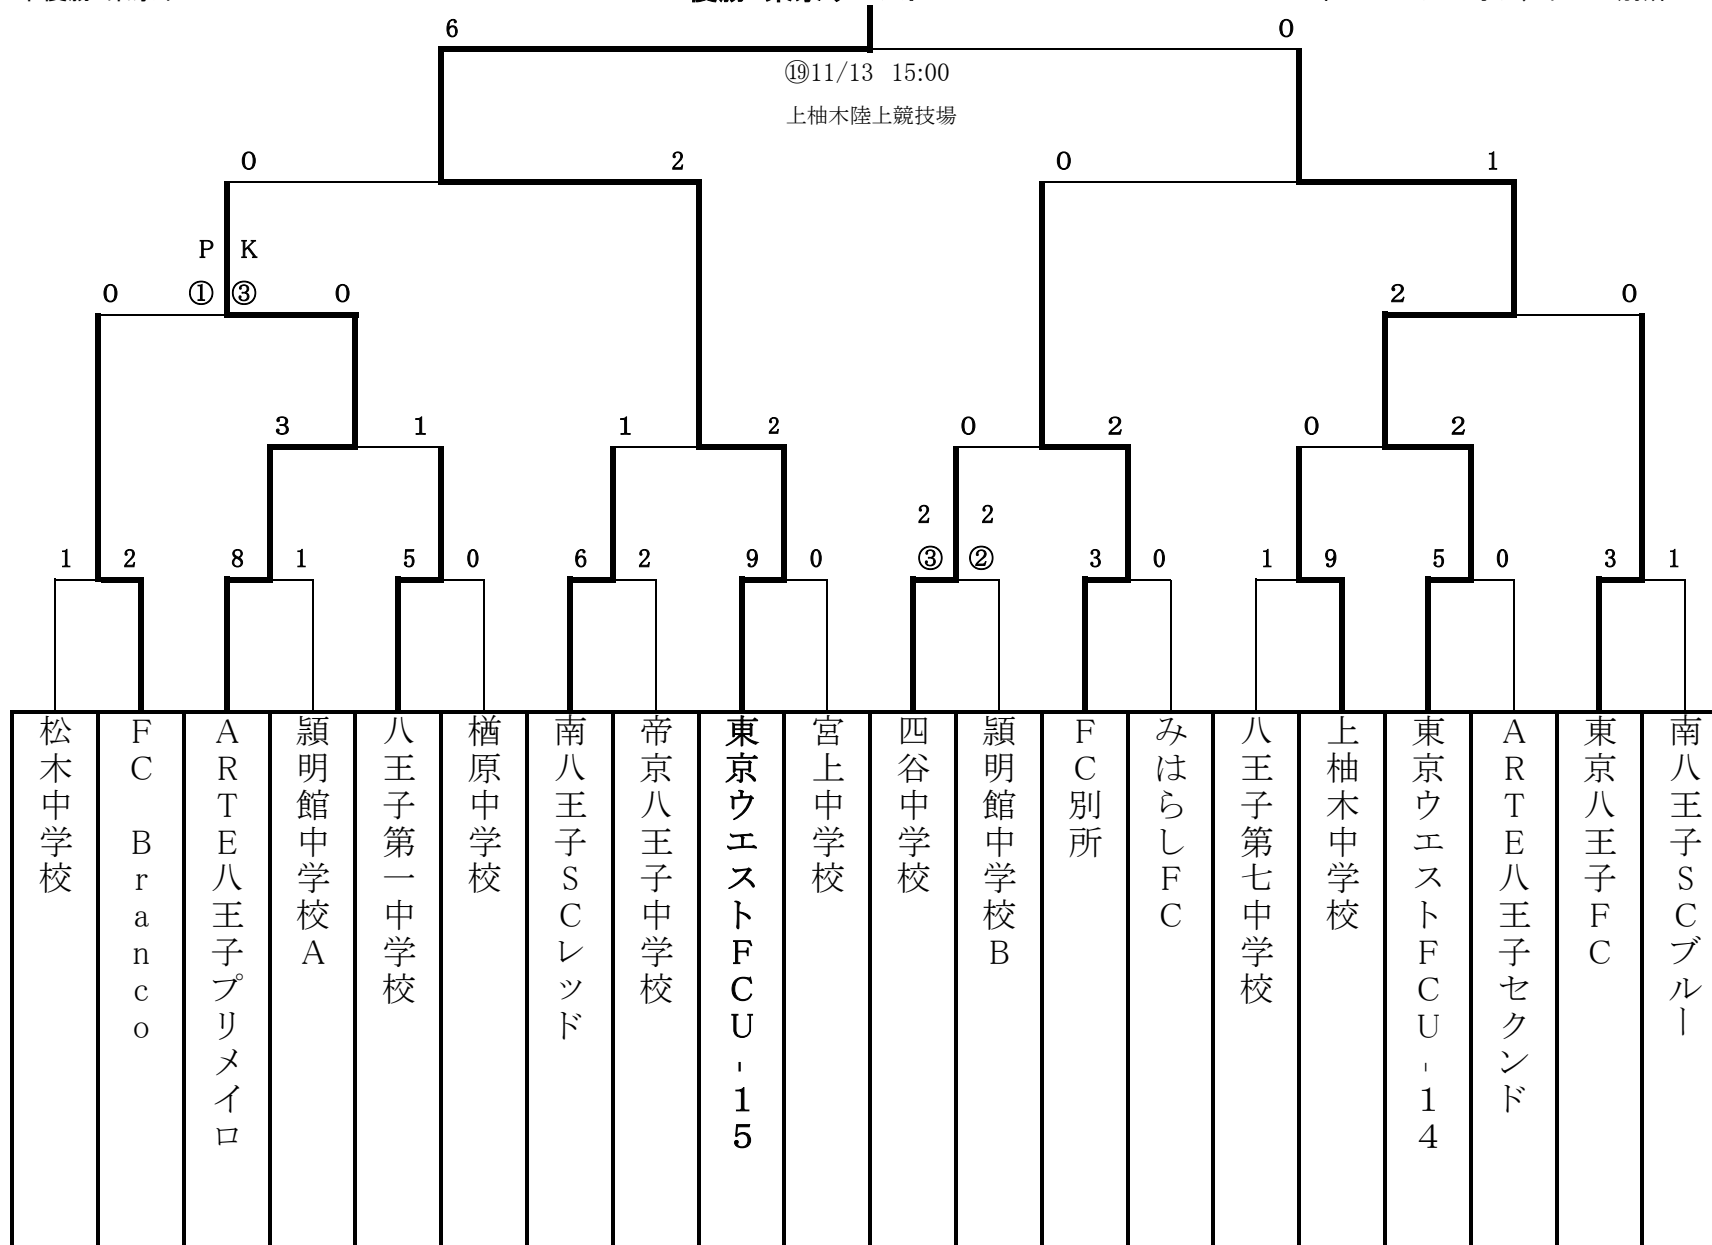 6 0
⑲11/13 15:00
上柚木陸上競技場
0 2 0 1
P K
0 ① ③ 0 2 0
3 1 1 2 0 2 0 2
2 2
1 2 8 1 5 0 6 2 9 0 ③ ② 3 0 1 9 5 0 3 1
松木中学校
FC Branco
ARTE八王子プリメイロ
頴明館中学校A
八王子第一中学校
楢原中学校
南八王子SCレッド
帝京八王子中学校
東京ウエストFCU-15
宮上中学校
四谷中学校
頴明館中学校B
FC別所
みはらしFC
八王子第七中学校
上柚木中学校
東京ウエストFCU-14
ARTE八王子セクンド
東京八王子FC
南八王子SCブルー